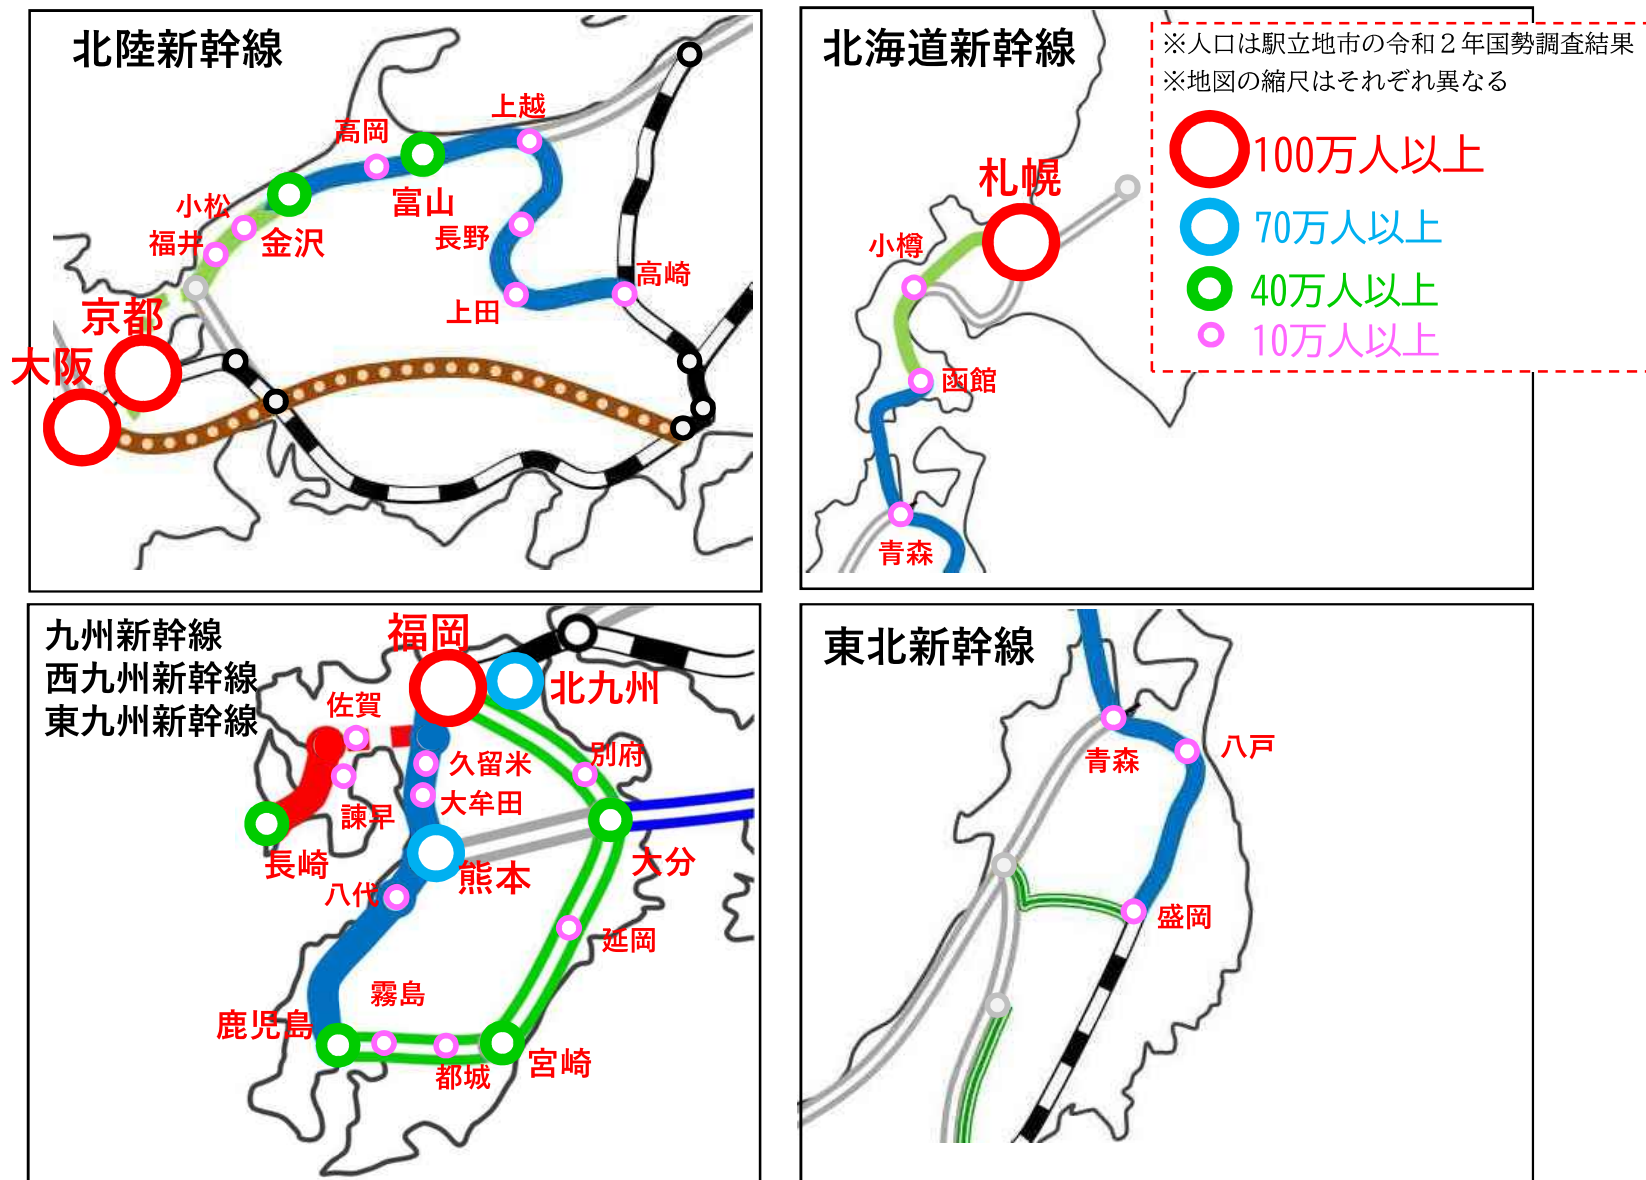 北陸新幹線
上越
高岡
富山
小松
金沢
福井
長野
高崎
上田
京都
大阪
北海道新幹線
※人口は駅立地市の令和２年国勢調査結果
※地図の縮尺はそれぞれ異なる
100万人以上
70万人以上
40万人以上
10万人以上
札幌
小樽
函館
青森
九州新幹線
西九州新幹線
東九州新幹線
福岡
北九州
佐賀
久留米
別府
大牟田
諫早
長崎
熊本
大分
八代
延岡
霧島
鹿児島
宮崎
都城
東北新幹線
青森
八戸
盛岡